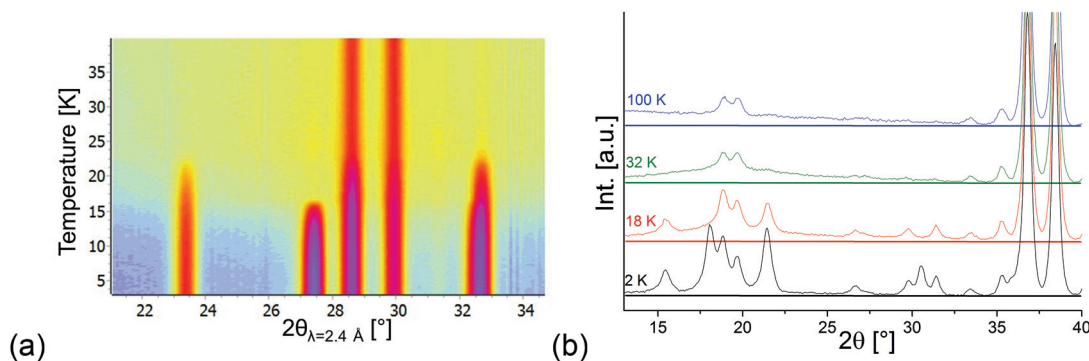 Temperature [K]
35
30
25
20
15
10
5
22 24 26 28 30 32 34
2θλ=2.4 Å [°]
(a)
Int. [a.u.]
100 K
32 K
18 K
2 K
15 20 25 30 35 40
2θ [°]
(b)